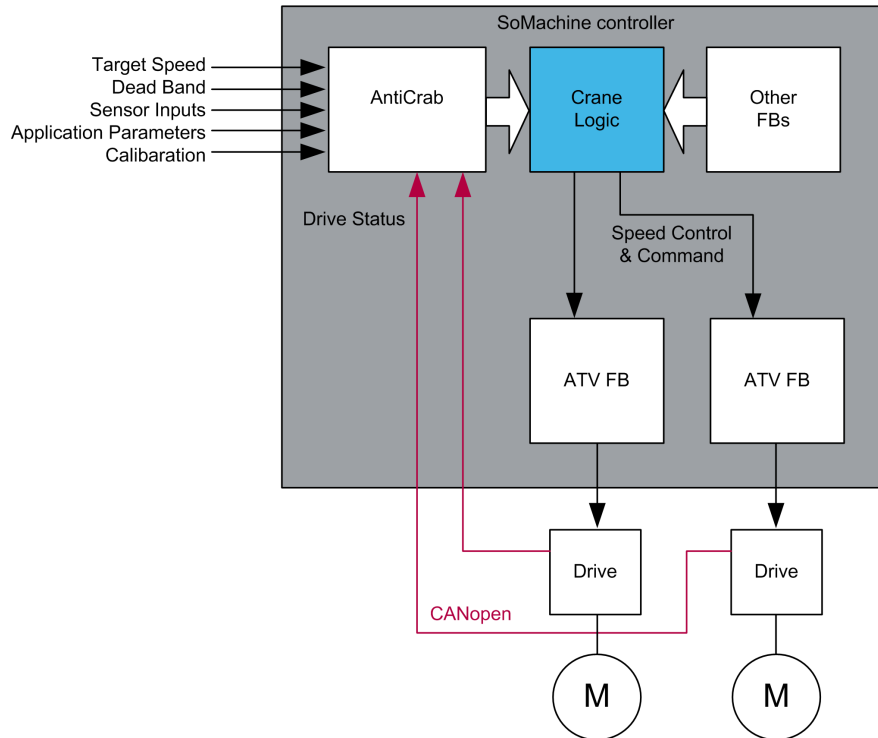 SoMachine controller
Target Speed
Dead Band
Sensor Inputs
Application Parameters
Calibaration
AntiCrab
Crane
Logic
Other
FBs
Drive Status
Speed Control
& Command
ATV FB
ATV FB
Drive
Drive
CANopen
M
M